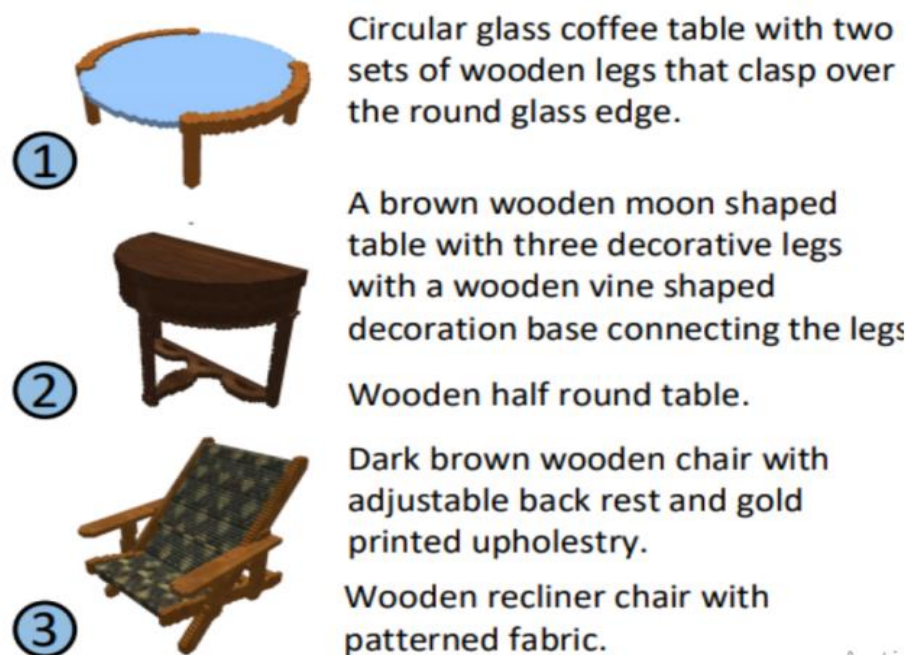 Circular glass coffee table with two
sets of wooden legs that clasp over
the round glass edge.
1
A brown wooden moon shaped
table with three decorative legs
with a wooden vine shaped
decoration base connecting the legs
2
Wooden half round table.
Dark brown wooden chair with
adjustable back rest and gold
printed upholestry.
Wooden recliner chair with
3
patterned fabric.